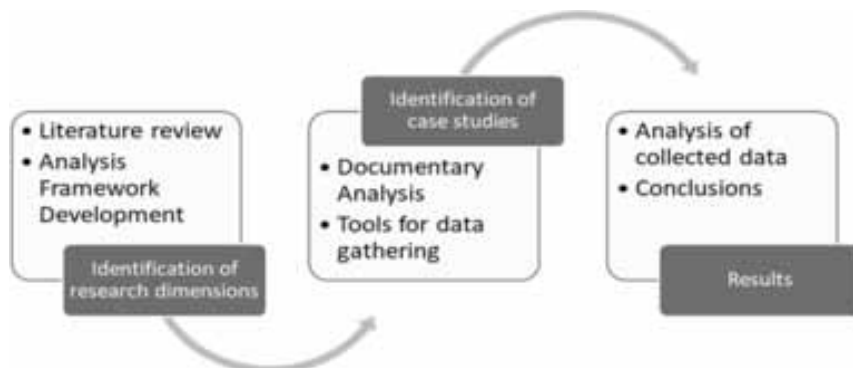 • Literature review
• Analysis
Framework
Development
Identification of
research dimensions
Identification of
case studies
• Documentary
Analysis
• Tools for data
gathering
• Analysis of
collected data
• Conclusions
Results